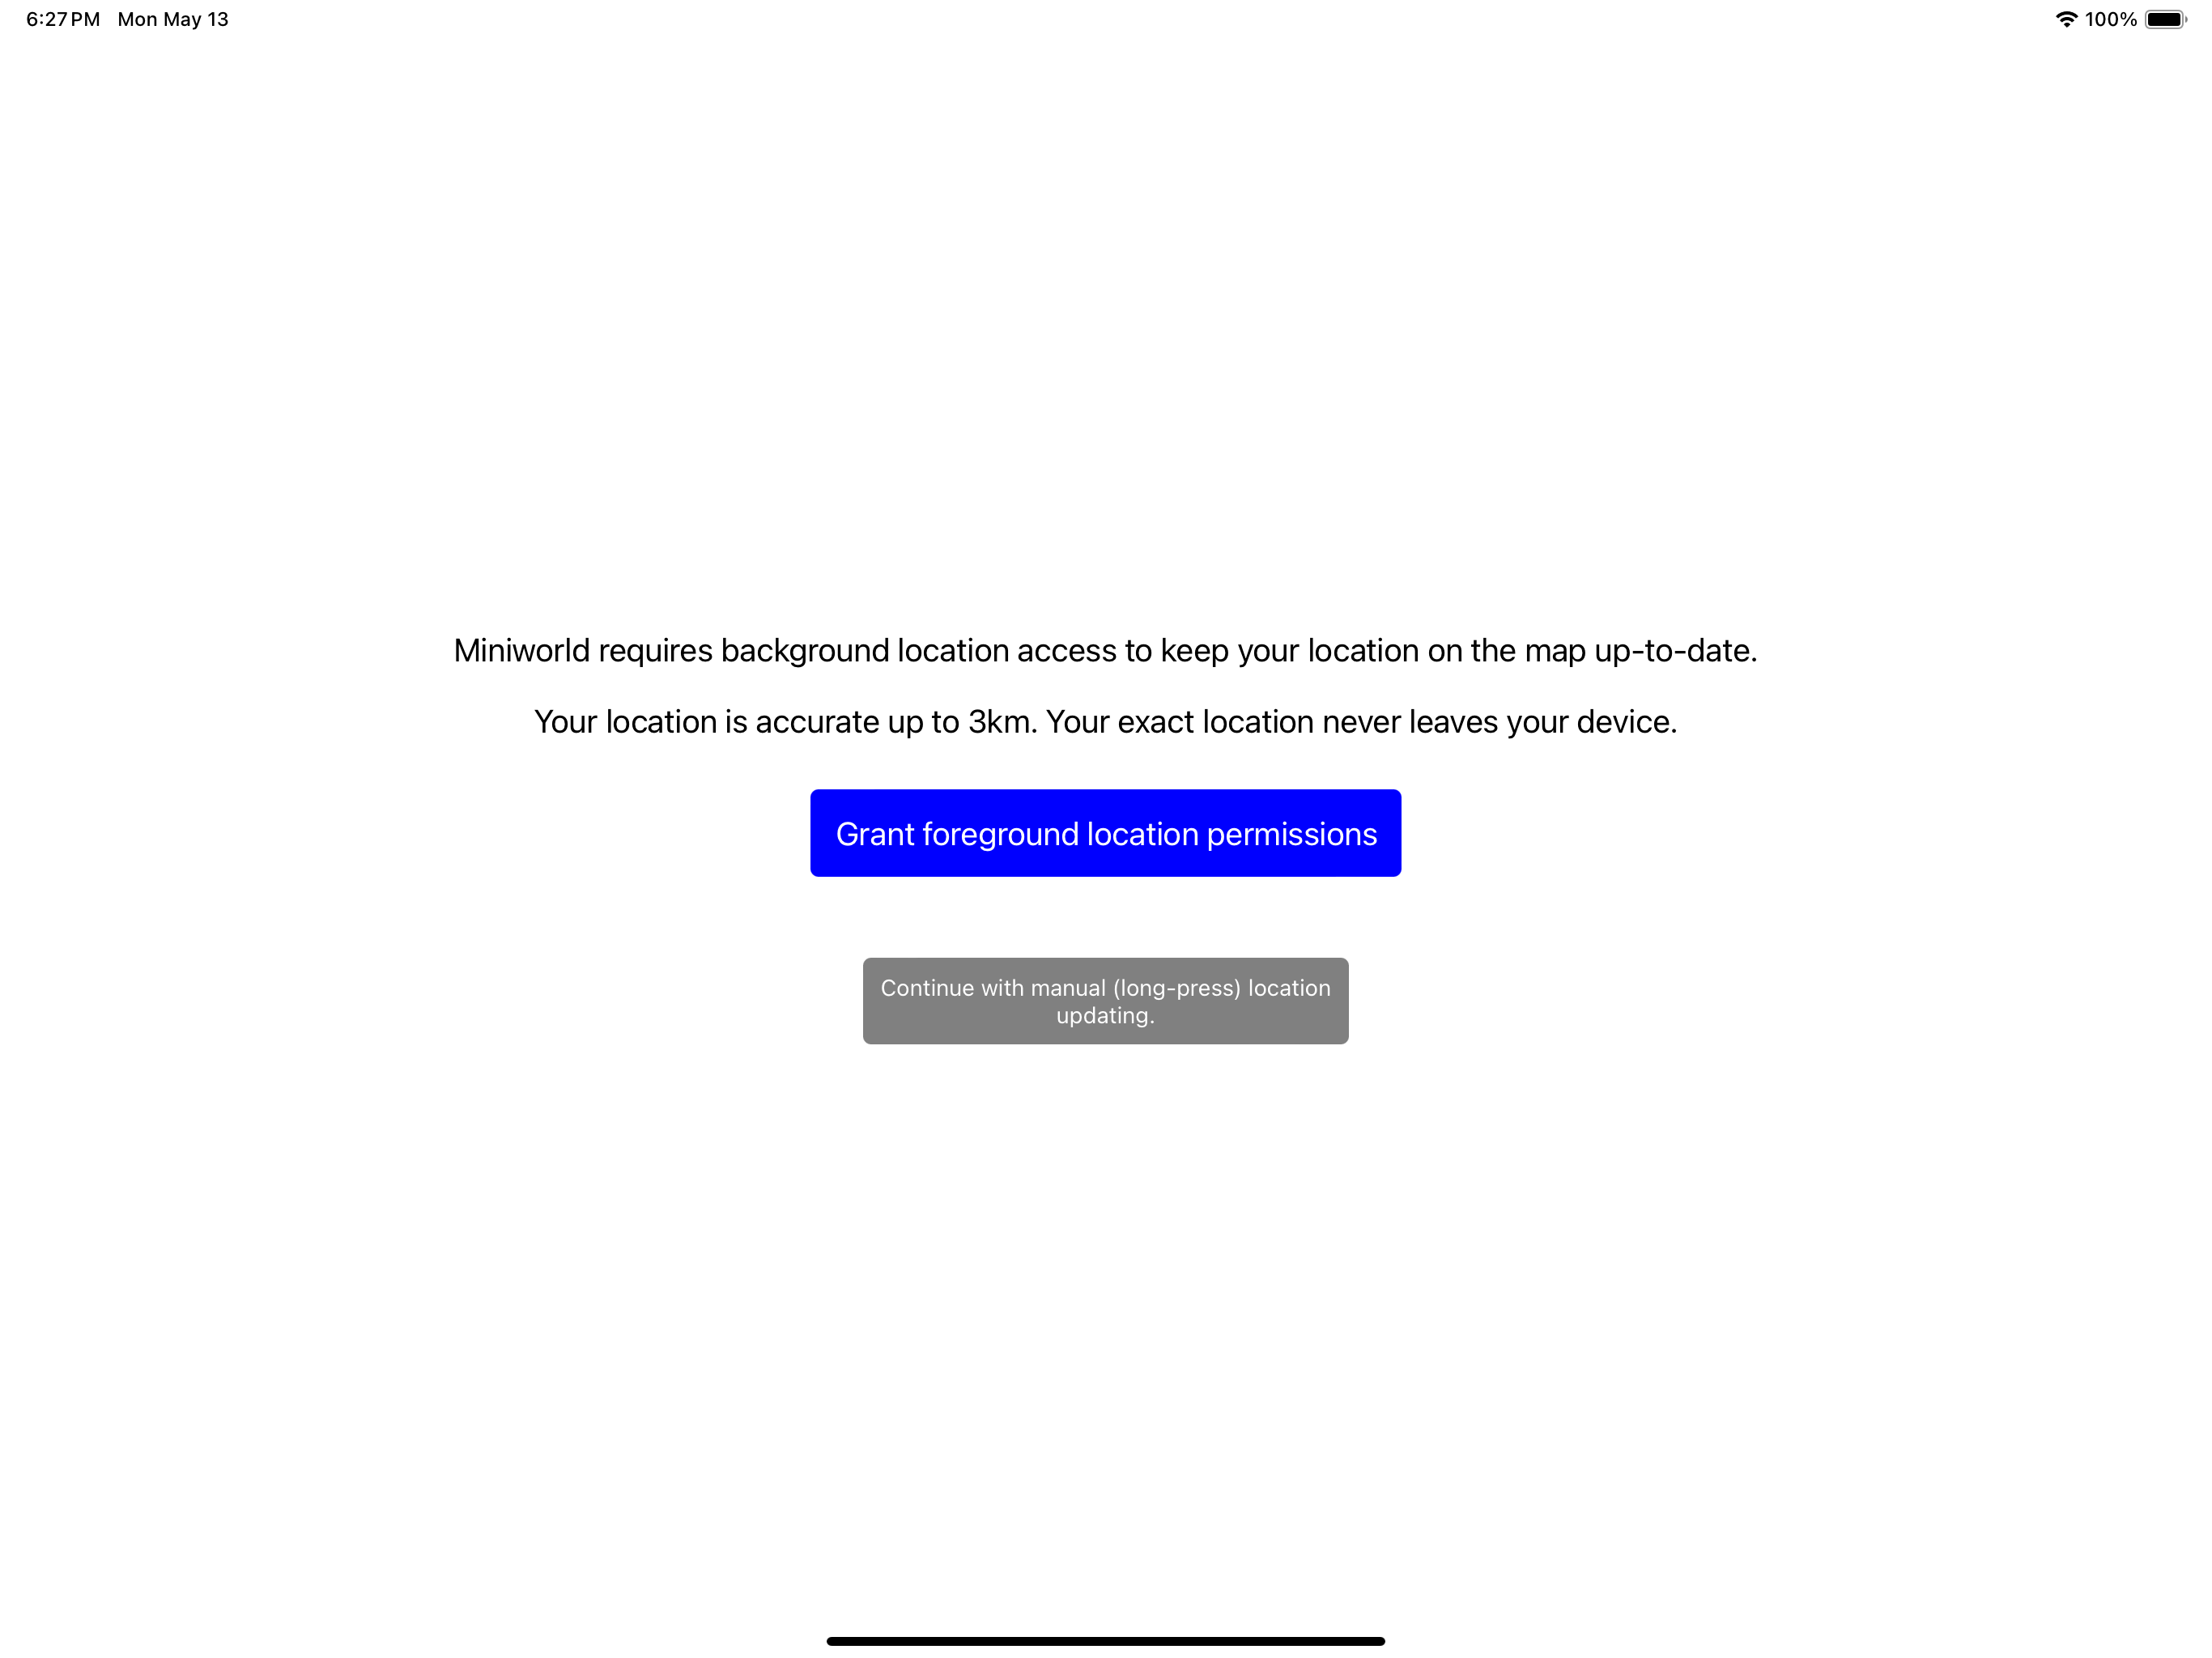 6:27 PM Mon May 13
100%
Miniworld requires background location access to keep your location on the map up-to-date.
Your location is accurate up to 3km. Your exact location never leaves your device.
Grant foreground location permissions
Continue with manual (long-press) location
updating.